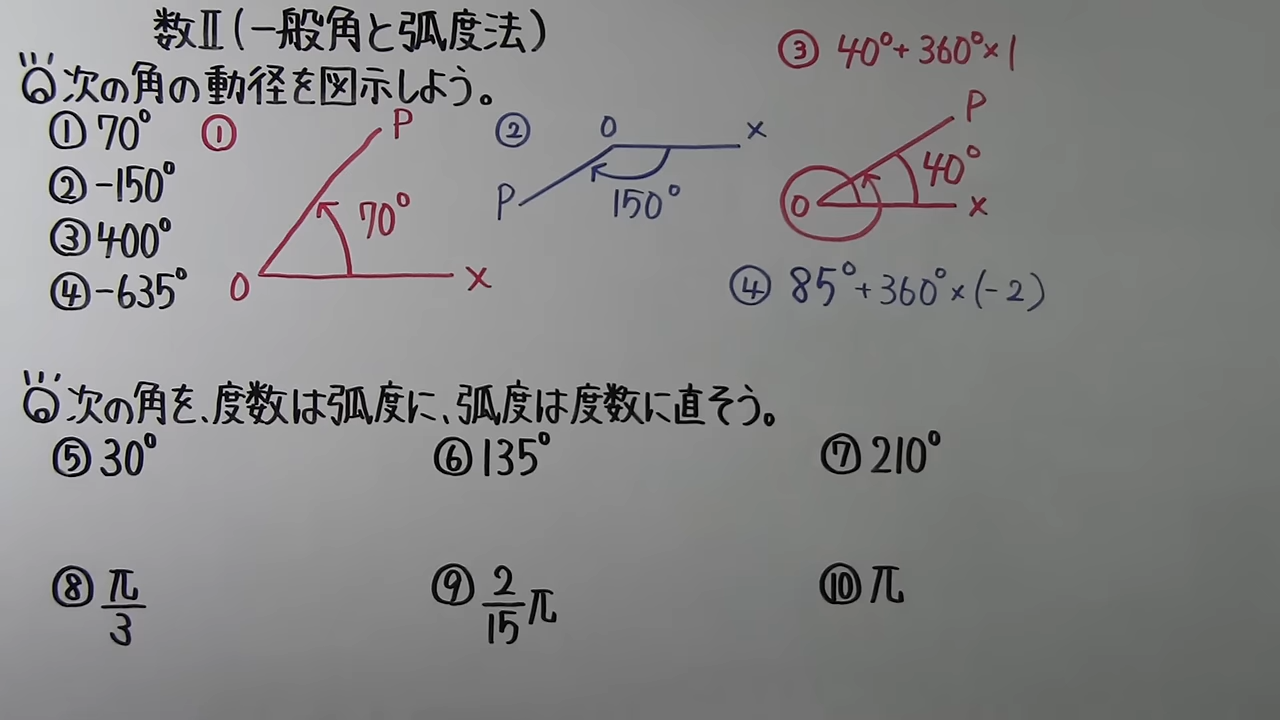 数Ⅱ(一般角と弧度法)
Q次の角の動径を図示しよう。
① 70°
② -150°
③ 400°
④ -635°
①
P
70°
O
X
②
O
X
P
150°
③ 40°+360°×1
P
40°
O
X
④ 85°+360°×(-2)
Q次の角を、度数は弧度に、弧度は度数に直そう。
⑤ 30° ⑥ 135° ⑦ 210°
⑧ π/3 ⑨ 2/15 π ⑩ π